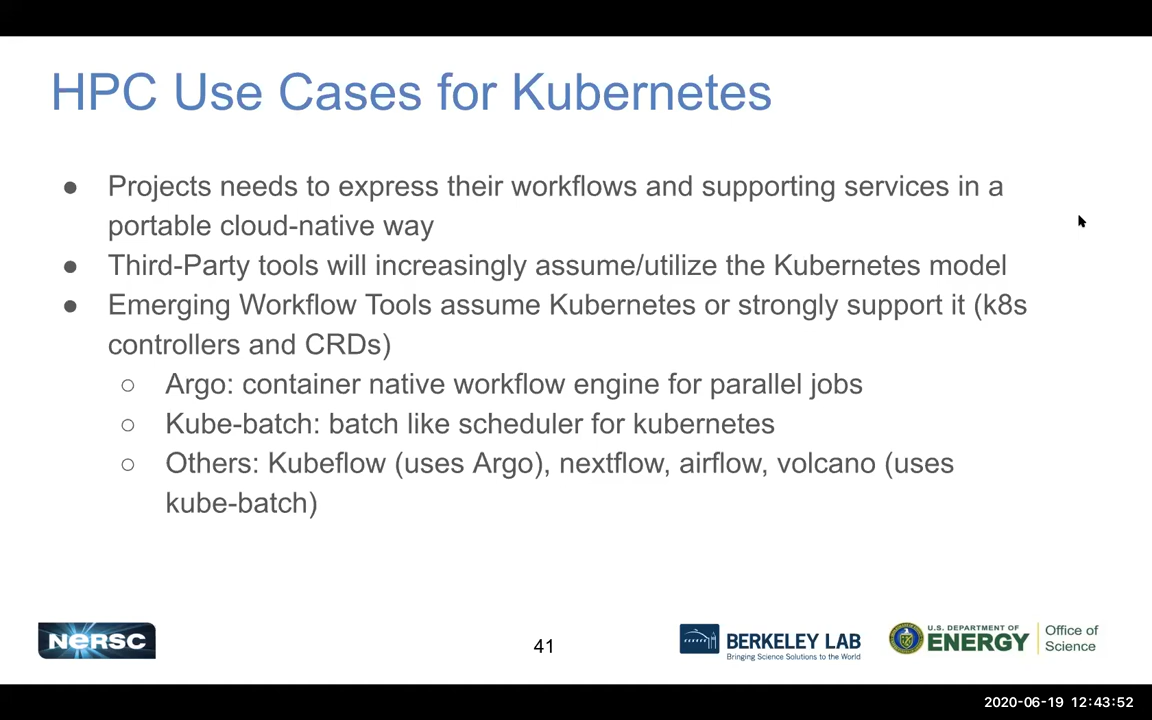 HPC Use Cases for Kubernetes
● Projects needs to express their workflows and supporting services in a
portable cloud-native way
● Third-Party tools will increasingly assume/utilize the Kubernetes model
● Emerging Workflow Tools assume Kubernetes or strongly support it (k8s
controllers and CRDs)
○ Argo: container native workflow engine for parallel jobs
○ Kube-batch: batch like scheduler for kubernetes
○ Others: Kubeflow (uses Argo), nextflow, airflow, volcano (uses
kube-batch)
NERSC
41
BERKELEY LAB
Bringing Science Solutions to the World
U.S. DEPARTMENT OF
ENERGY
Office of
Science
2020-06-19 12:43:52